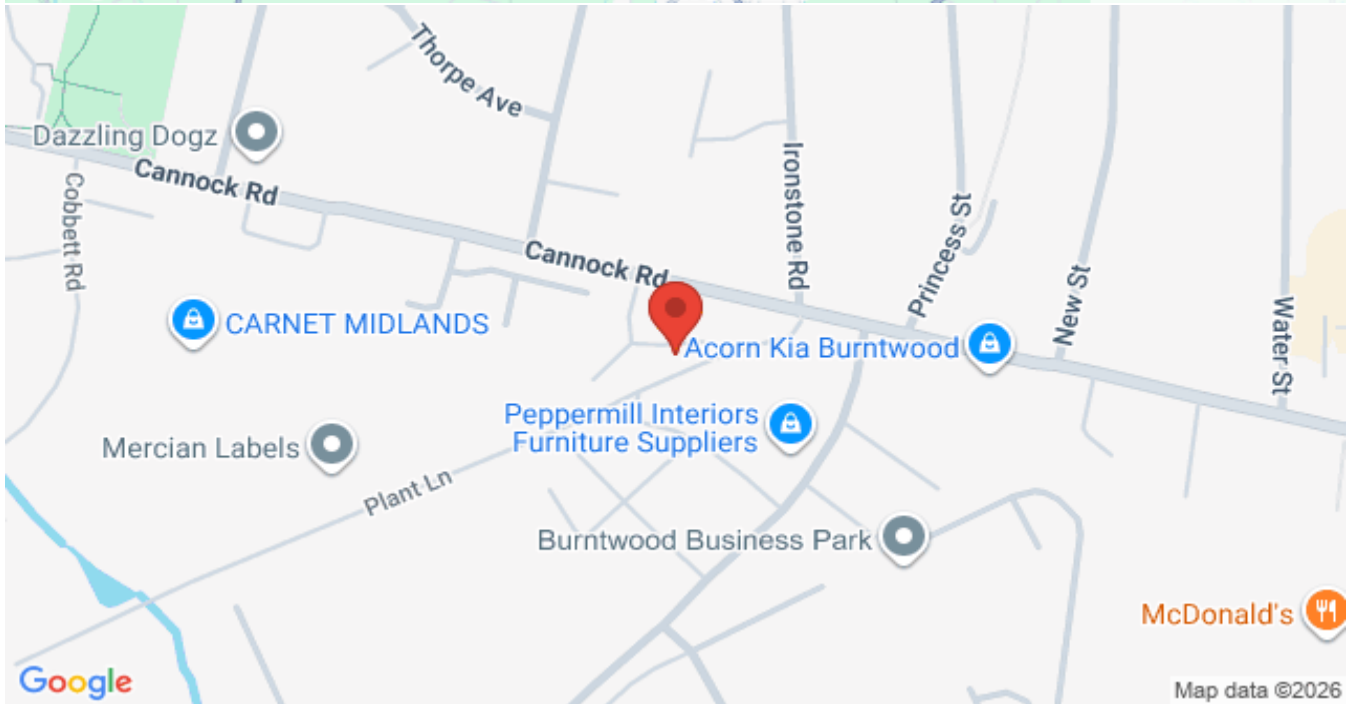 Thorpe Ave
Dazzling Dogz
Cannock Rd
Cobbett Rd
Ironstone Rd
Princess St
Cannock Rd
New St
Water St
CARNET MIDLANDS
Acorn Kia Burntwood
Peppermill Interiors
Furniture Suppliers
Mercian Labels
Plant Ln
Burntwood Business Park
McDonald's
Google
Map data ©2026